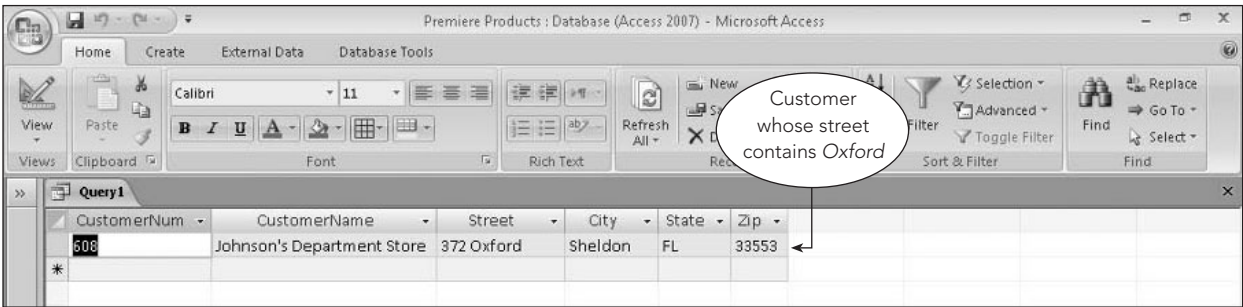 Premiere Products : Database (Access 2007) - Microsoft Access
Home Create External Data Database Tools
View
Views
Paste
Clipboard
Calibri 11
B I U A
Font
ab
Rich Text
Refresh All
New
Customer
whose street
contains Oxford
Filter
Selection
Advanced
Toggle Filter
Sort & Filter
Find
Replace
Go To
Select
Find
Query1
CustomerNum CustomerName Street City State Zip
608 Johnson's Department Store 372 Oxford Sheldon FL 33553